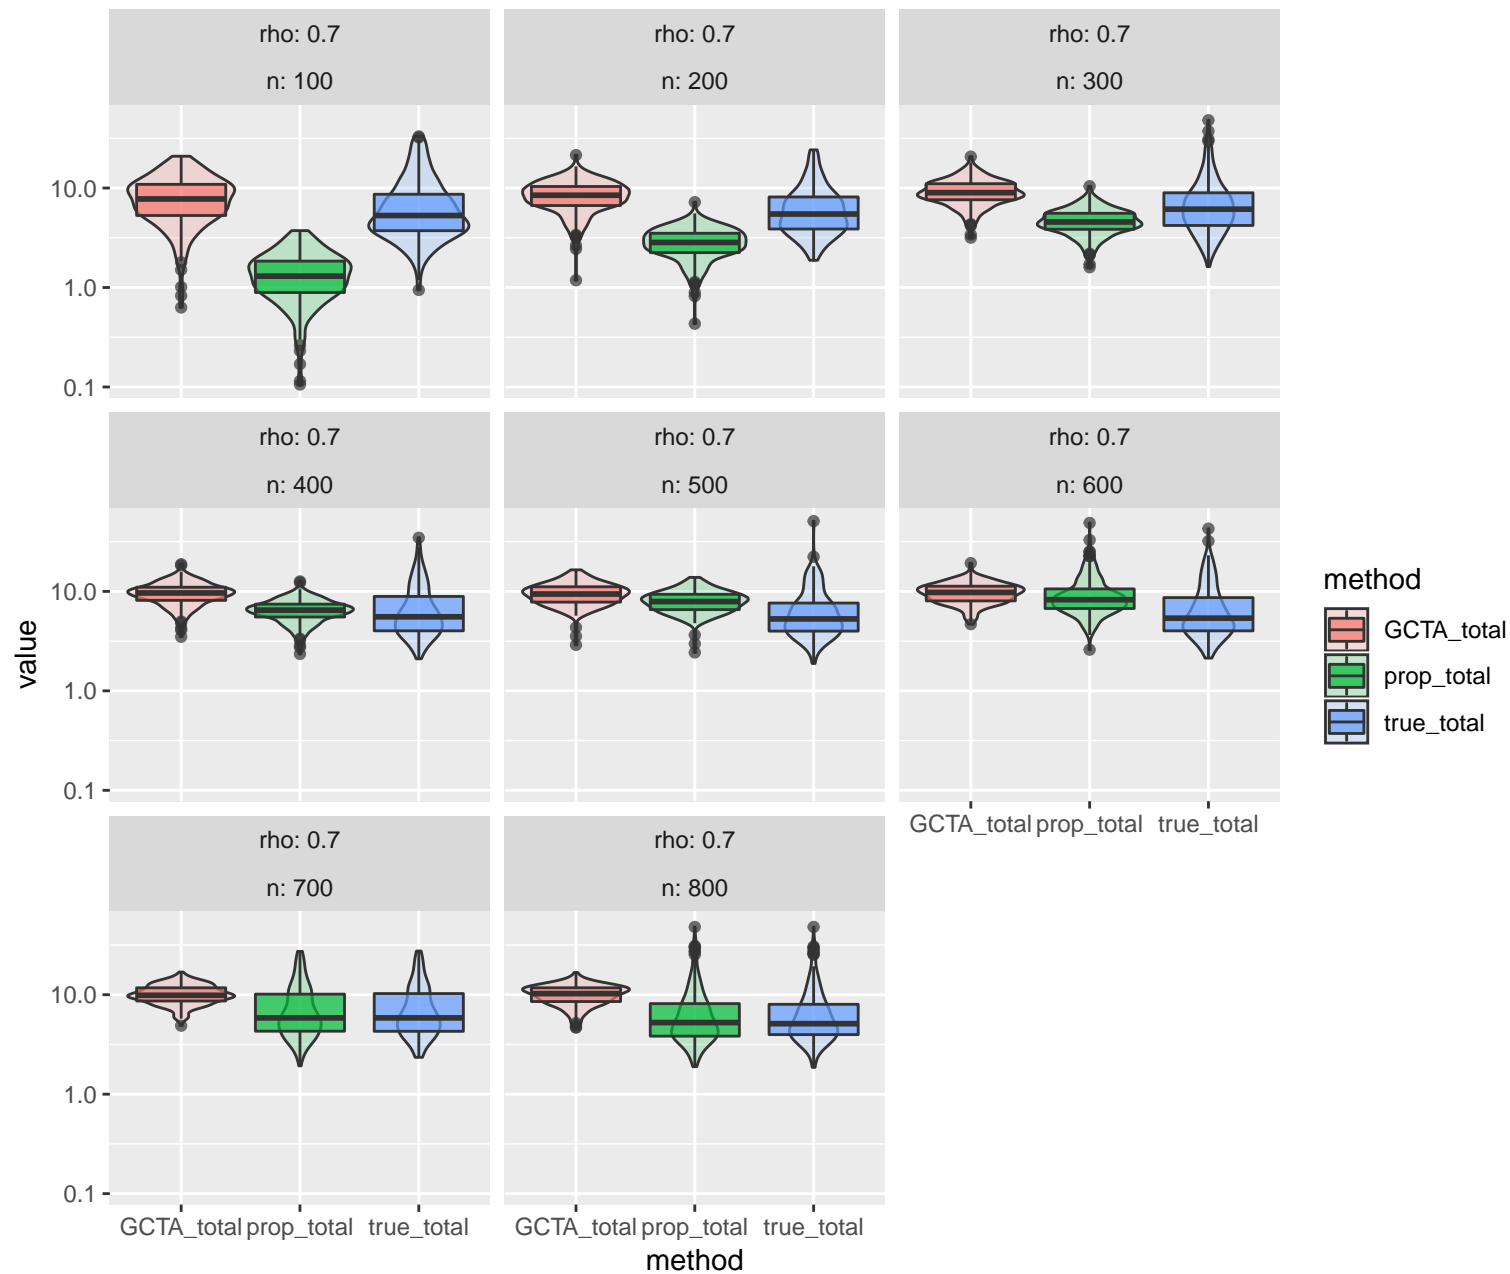 rho: 0.7
rho: 0.7
rho: 0.7
n: 100
n: 200
n: 300
10.0
1.0
0.1
rho: 0.7
rho: 0.7
rho: 0.7
n: 400
n: 500
n: 600
10.0
1.0
0.1
GCTA_total prop_total true_total
rho: 0.7
rho: 0.7
n: 700
n: 800
10.0
1.0
0.1
GCTA_total prop_total true_total
GCTA_total prop_total true_total
method
value
method
GCTA_total
prop_total
true_total